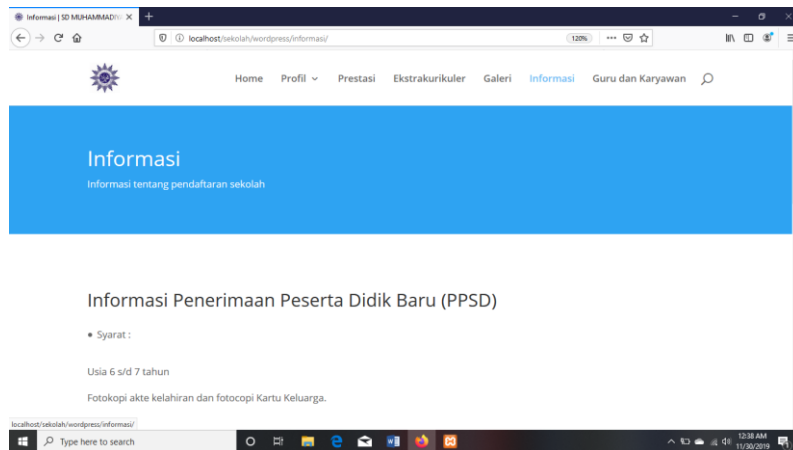 Informasi | SD MUHAMMADIY
localhost/sekolah/wordpress/informasi/
120%
Home Profil Prestasi Ekstrakurikuler Galeri Informasi Guru dan Karyawan
Informasi
Informasi tentang pendaftaran sekolah
Informasi Penerimaan Peserta Didik Baru (PPSD)
• Syarat :
Usia 6 s/d 7 tahun
Fotokopi akte kelahiran dan fotocopi Kartu Keluarga.
localhost/sekolah/wordpress/informasi/
Type here to search
12:38 AM
11/30/2019